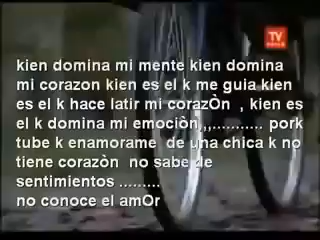 TV
kien domina mi mente kien domina
mi corazon kien es el k me guia kien
es el k hace latir mi corazÒn , kien es
el k domina mi emociòn,,,........... pork
tube k enamorame de una chica k no
tiene corazòn no sabe de
sentimientos .........
no conoce el amOr